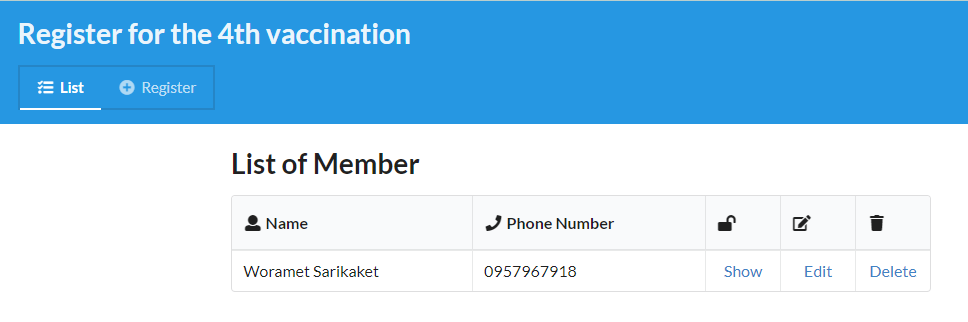 Register for the 4th vaccination
List Register
List of Member
Name Phone Number
Woramet Sarikaket 0957967918 Show Edit Delete